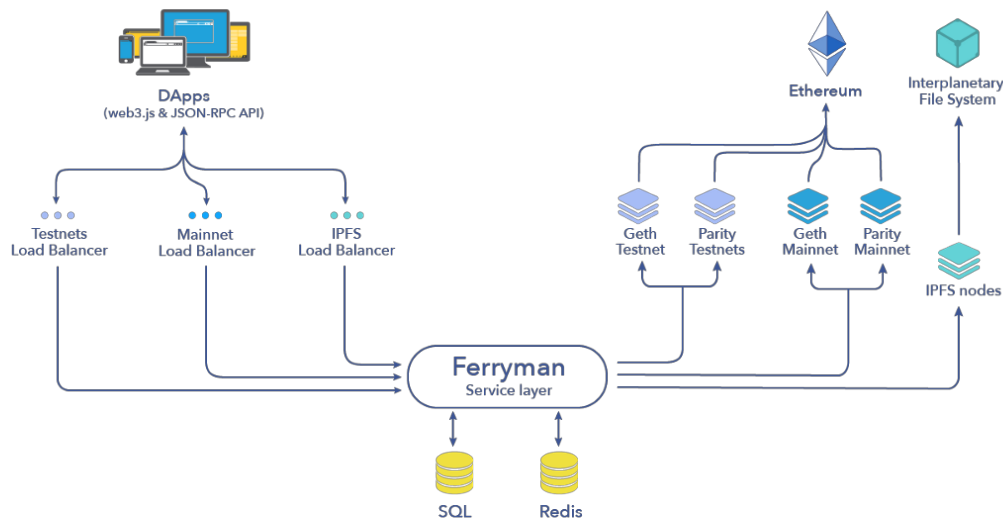 DApps
(web3.js & JSON-RPC API)
Testnets
Load Balancer
Mainnet
Load Balancer
IPFS
Load Balancer
Ferryman
Service layer
SQL
Redis
Ethereum
Interplanetary
File System
Geth
Testnet
Parity
Testnets
Geth
Mainnet
Parity
Mainnet
IPFS nodes